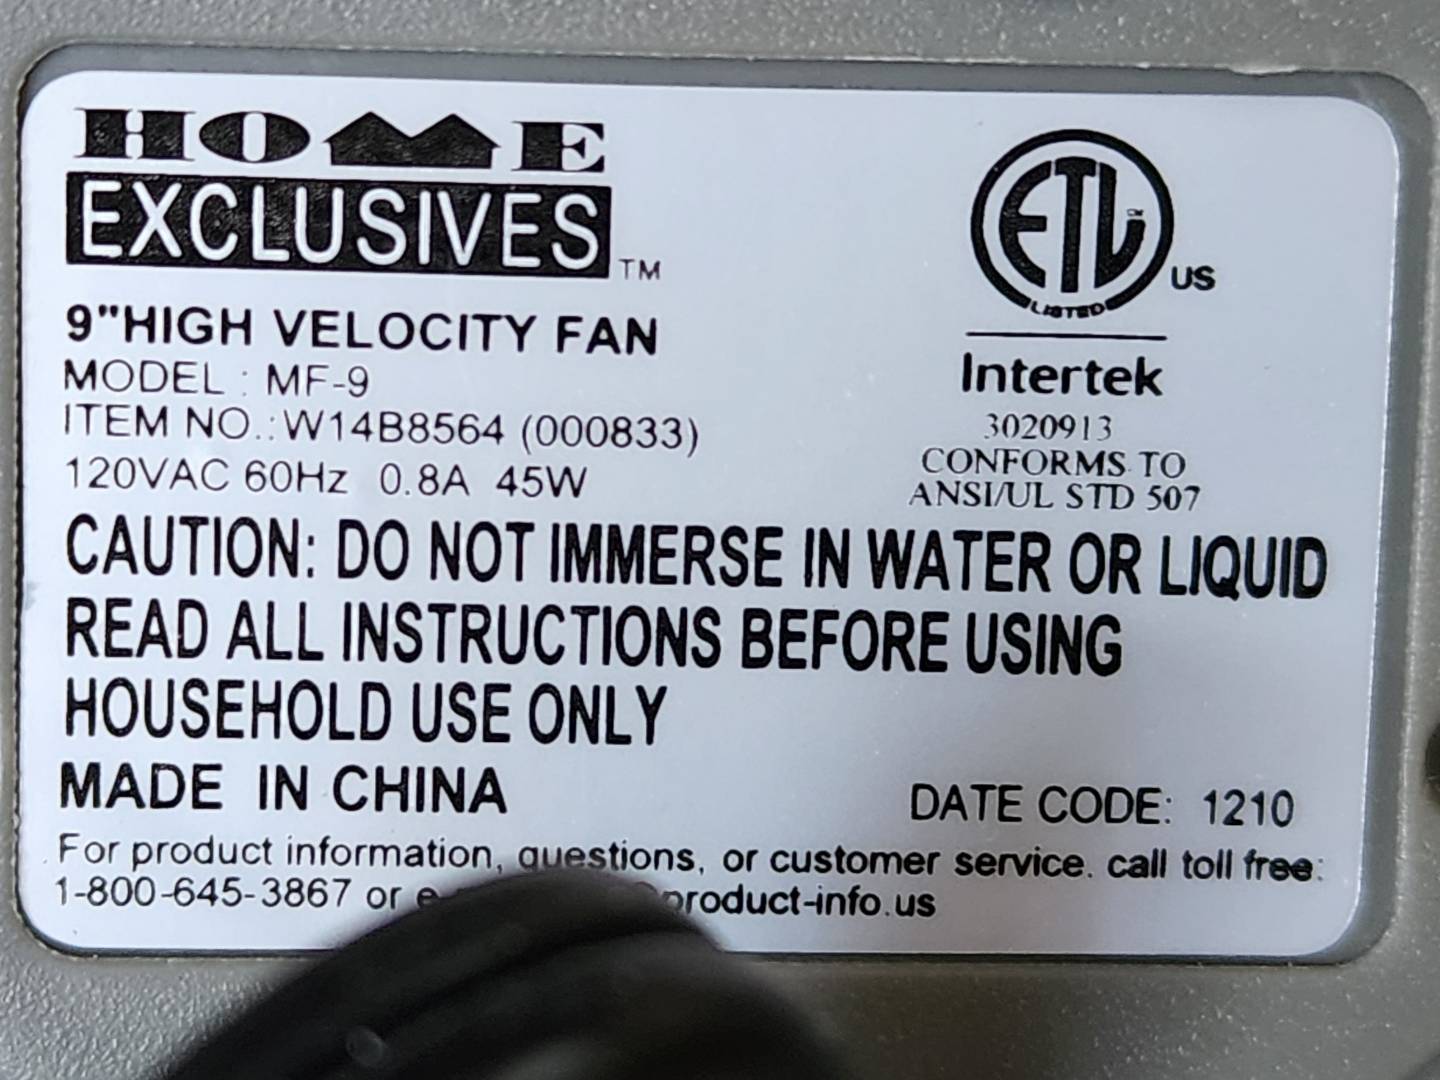 HOME
EXCLUSIVES
TM
9"HIGH VELOCITY FAN
MODEL : MF-9
ITEM NO.:W14B8564 (000833)
120VAC 60Hz 0.8A 45W
ETL
CM
LISTED
US
Intertek
3020913
CONFORMS TO
ANSI/UL STD 507
CAUTION: DO NOT IMMERSE IN WATER OR LIQUID
READ ALL INSTRUCTIONS BEFORE USING
HOUSEHOLD USE ONLY
MADE IN CHINA
DATE CODE: 1210
For product information, questions, or customer service. call toll free:
1-800-645-3867 or product-info.us